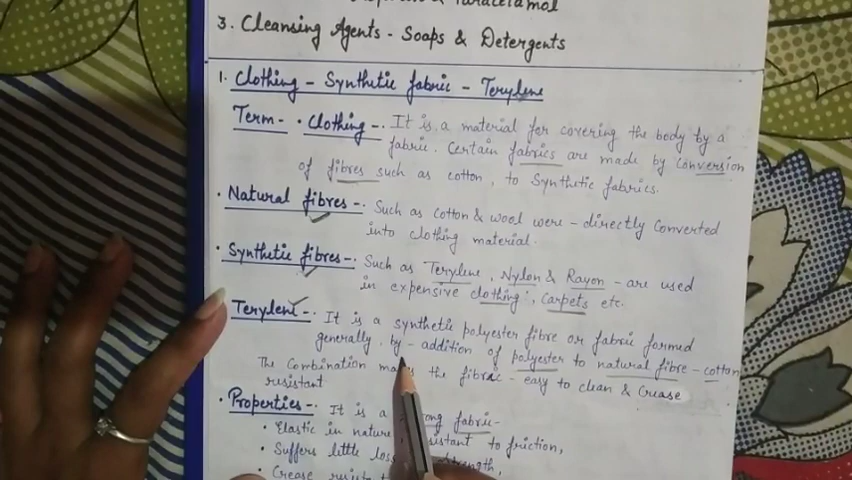 & Paracetamol
3. Cleansing Agents - Soaps & Detergents
1. Clothing - Synthetic fabric - Terylene
Term - • Clothing -. It is a material for covering the body by a
fabric. Certain fabrics are made by conversion
of fibres such as cotton, to Synthetic fabrics.
• Natural fibres -. Such as cotton & wool were - directly converted
into clothing material.
• Synthetic fibres -. Such as Terylene, Nylon & Rayon - are used
in expensive clothing, Carpets etc.
Terylene -. It is a synthetic polyester fibre or fabric formed
generally, by - addition of polyester to natural fibre - cotton
The Combination the fibric - easy to clean & Crease
resistant
• Properties -. It is a fabric -
• Elastic in nature to friction,
• Suffers little
• Crease